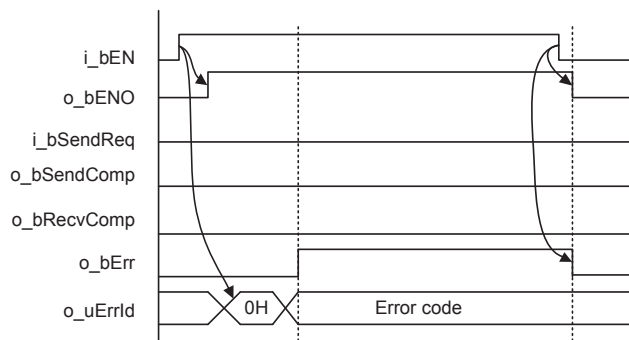 i_bEN
o_bENO
i_bSendReq
o_bSendComp
o_bRecvComp
o_bErr
o_uErrId 0H Error code